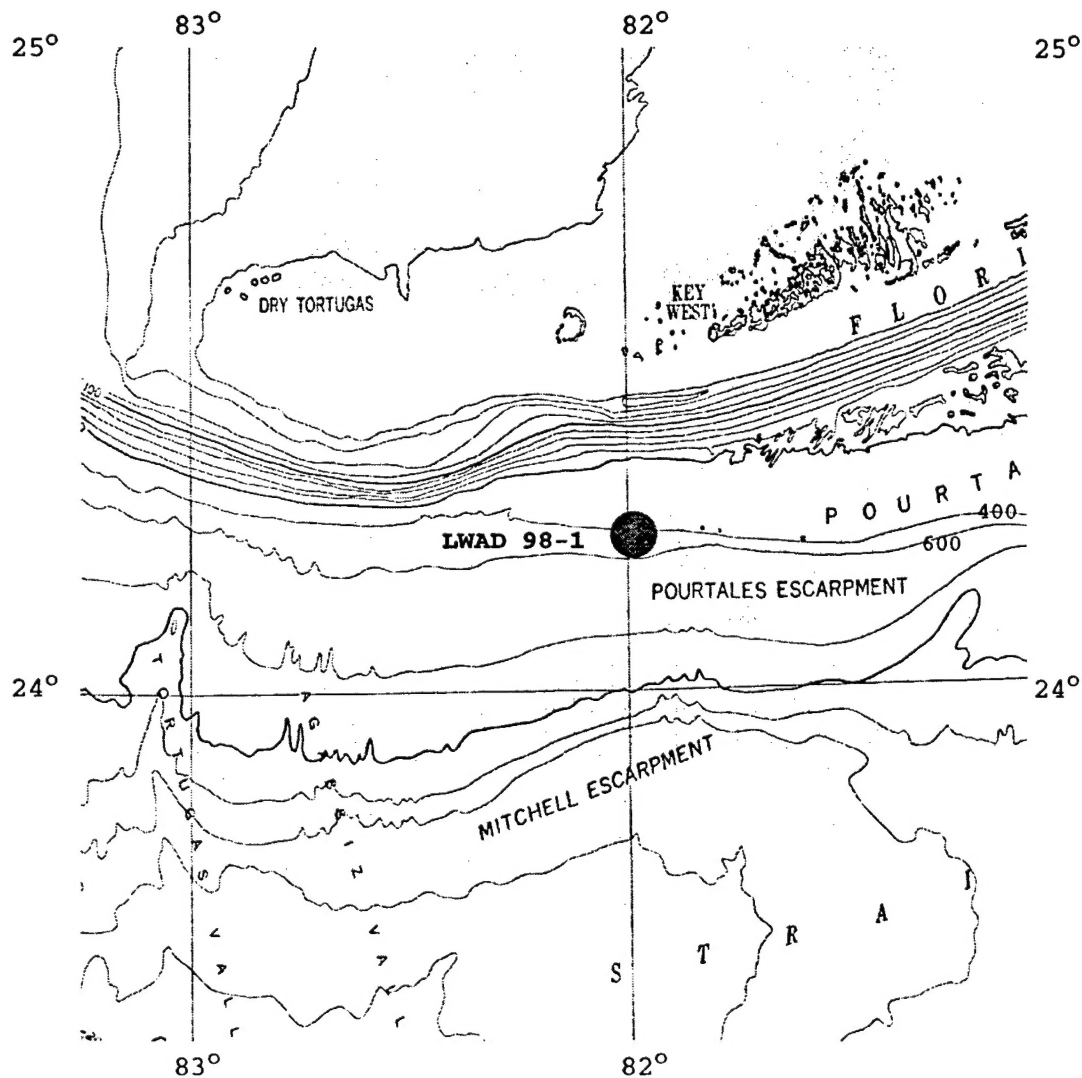 83° 82°
25° 25°
DRY TORTUGAS
KEY
WEST
F L O R I
100
P O U R T A
400
LWAD 98-1
600
POURTALES ESCARPMENT
24° 24°
T O R T U G A S
V A L L
A G
MITCHELL ESCARPMENT
S T R A I
83° 82°